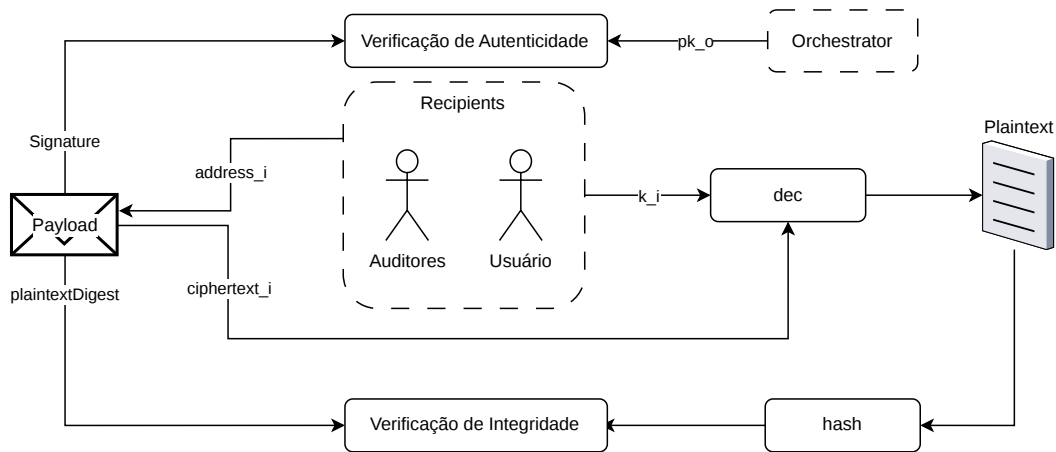 Verificação de Autenticidade
pk_o
Orchestrator
Recipients
Plaintext
Signature
address_i
k_i
dec
Payload
Auditores
Usuário
plaintextDigest
ciphertext_i
Verificação de Integridade
hash